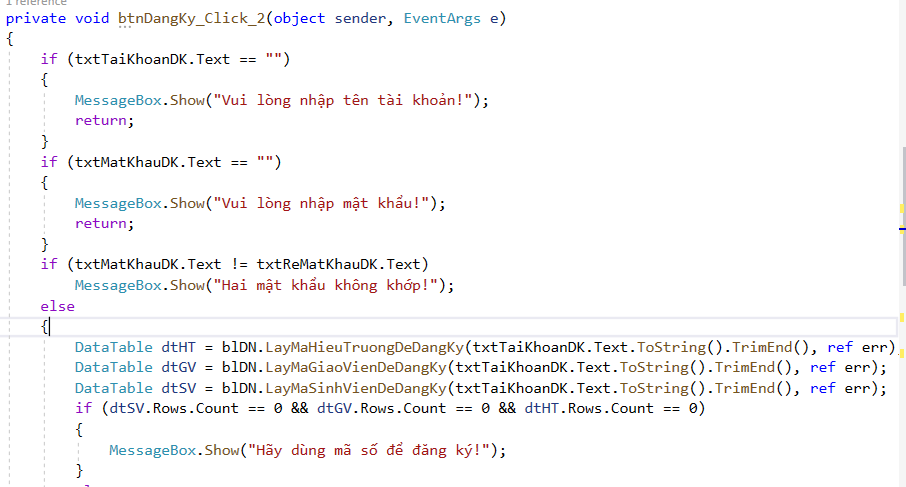 1 reference
private void btnDangKy_Click_2(object sender, EventArgs e)
{
if (txtTaiKhoanDK.Text == "")
{
MessageBox.Show("Vui lòng nhập tên tài khoản!");
return;
}
if (txtMatKhauDK.Text == "")
{
MessageBox.Show("Vui lòng nhập mật khẩu!");
return;
}
if (txtMatKhauDK.Text != txtReMatKhauDK.Text)
MessageBox.Show("Hai mật khẩu không khớp!");
else
{
DataTable dtHT = blDN.LayMaHieuTruongDeDangKy(txtTaiKhoanDK.Text.ToString().TrimEnd(), ref err)
DataTable dtGV = blDN.LayMaGiaoVienDeDangKy(txtTaiKhoanDK.Text.ToString().TrimEnd(), ref err);
DataTable dtSV = blDN.LayMaSinhVienDeDangKy(txtTaiKhoanDK.Text.ToString().TrimEnd(), ref err);
if (dtSV.Rows.Count == 0 && dtGV.Rows.Count == 0 && dtHT.Rows.Count == 0)
{
MessageBox.Show("Hãy dùng mã số để đăng ký!");
}